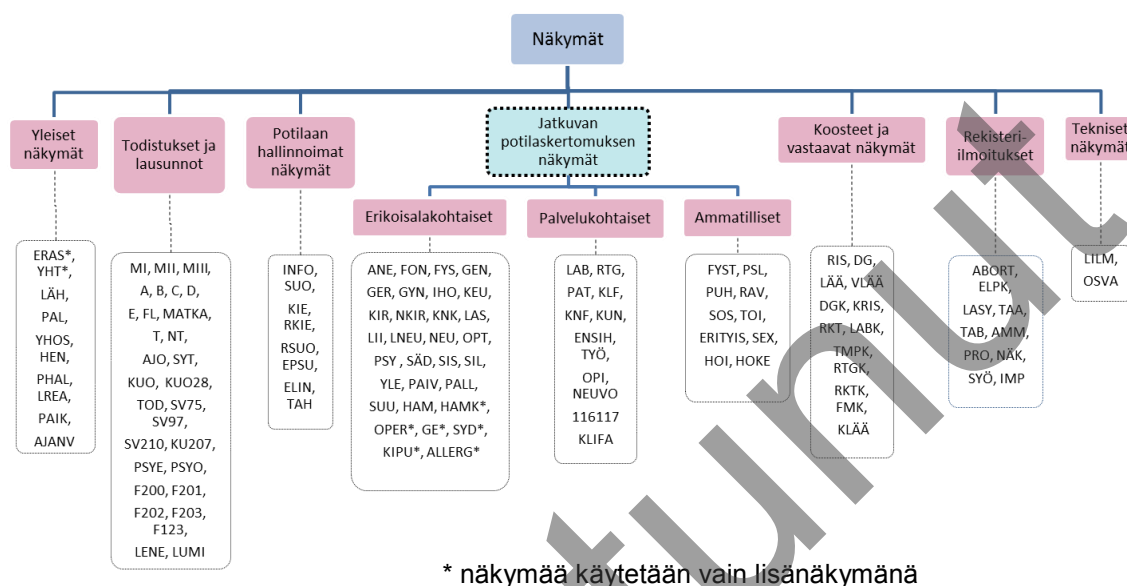 Näkymät
Yleiset
näkymät
Todistukset ja
lausunnot
Potilaan
hallinnoimat
näkymät
Jatkuvan
potilaskertomuksen
näkymät
Koosteet ja
vastaavat näkymät
Rekisteri-
ilmoitukset
Tekniset
näkymät
Erikoisalakohtaiset
Palvelukohtaiset
Ammatilliset
ERAS*,
YHT*,
LÄH,
PAL,
YHOS,
HEN,
PHAL,
LREA,
PAIK,
AJANV
MI, MII, MIII,
A, B, C, D,
E, FL, MATKA,
T, NT,
AJO, SYT,
KUO, KUO28,
TOD, SV75,
SV97,
SV210, KU207,
PSYE, PSYO,
F200, F201,
F202, F203,
F123,
LENE, LUMI
INFO,
SUO,
KIE,
RKIE,
RSUO,
EPSU,
ELIN,
TAH
ANE, FON, FYS, GEN,
GER, GYN, IHO, KEU,
KIR, NKIR, KNK, LAS,
LII, LNEU, NEU, OPT,
PSY , SÄD, SIS, SIL,
YLE, PAIV, PALL,
SUU, HAM, HAMK*,
OPER*, GE*, SYD*,
KIPU*, ALLERG*
LAB, RTG,
PAT, KLF,
KNF, KUN,
ENSIH,
TYÖ,
OPI,
NEUVO
116117
KLIFA
FYST, PSL,
PUH, RAV,
SOS, TOI,
ERITYIS, SEX,
HOI, HOKE
RIS, DG,
LÄÄ, VLÄÄ
DGK, KRIS,
RKT, LABK,
TMPK,
RTGK,
RKTK,
FMK,
KLÄÄ
ABORT,
ELPK,
LASY, TAA,
TAB, AMM,
PRO, NÄK,
SYÖ, IMP
LILM,
OSVA
* näkymää käytetään vain lisänäkymänä